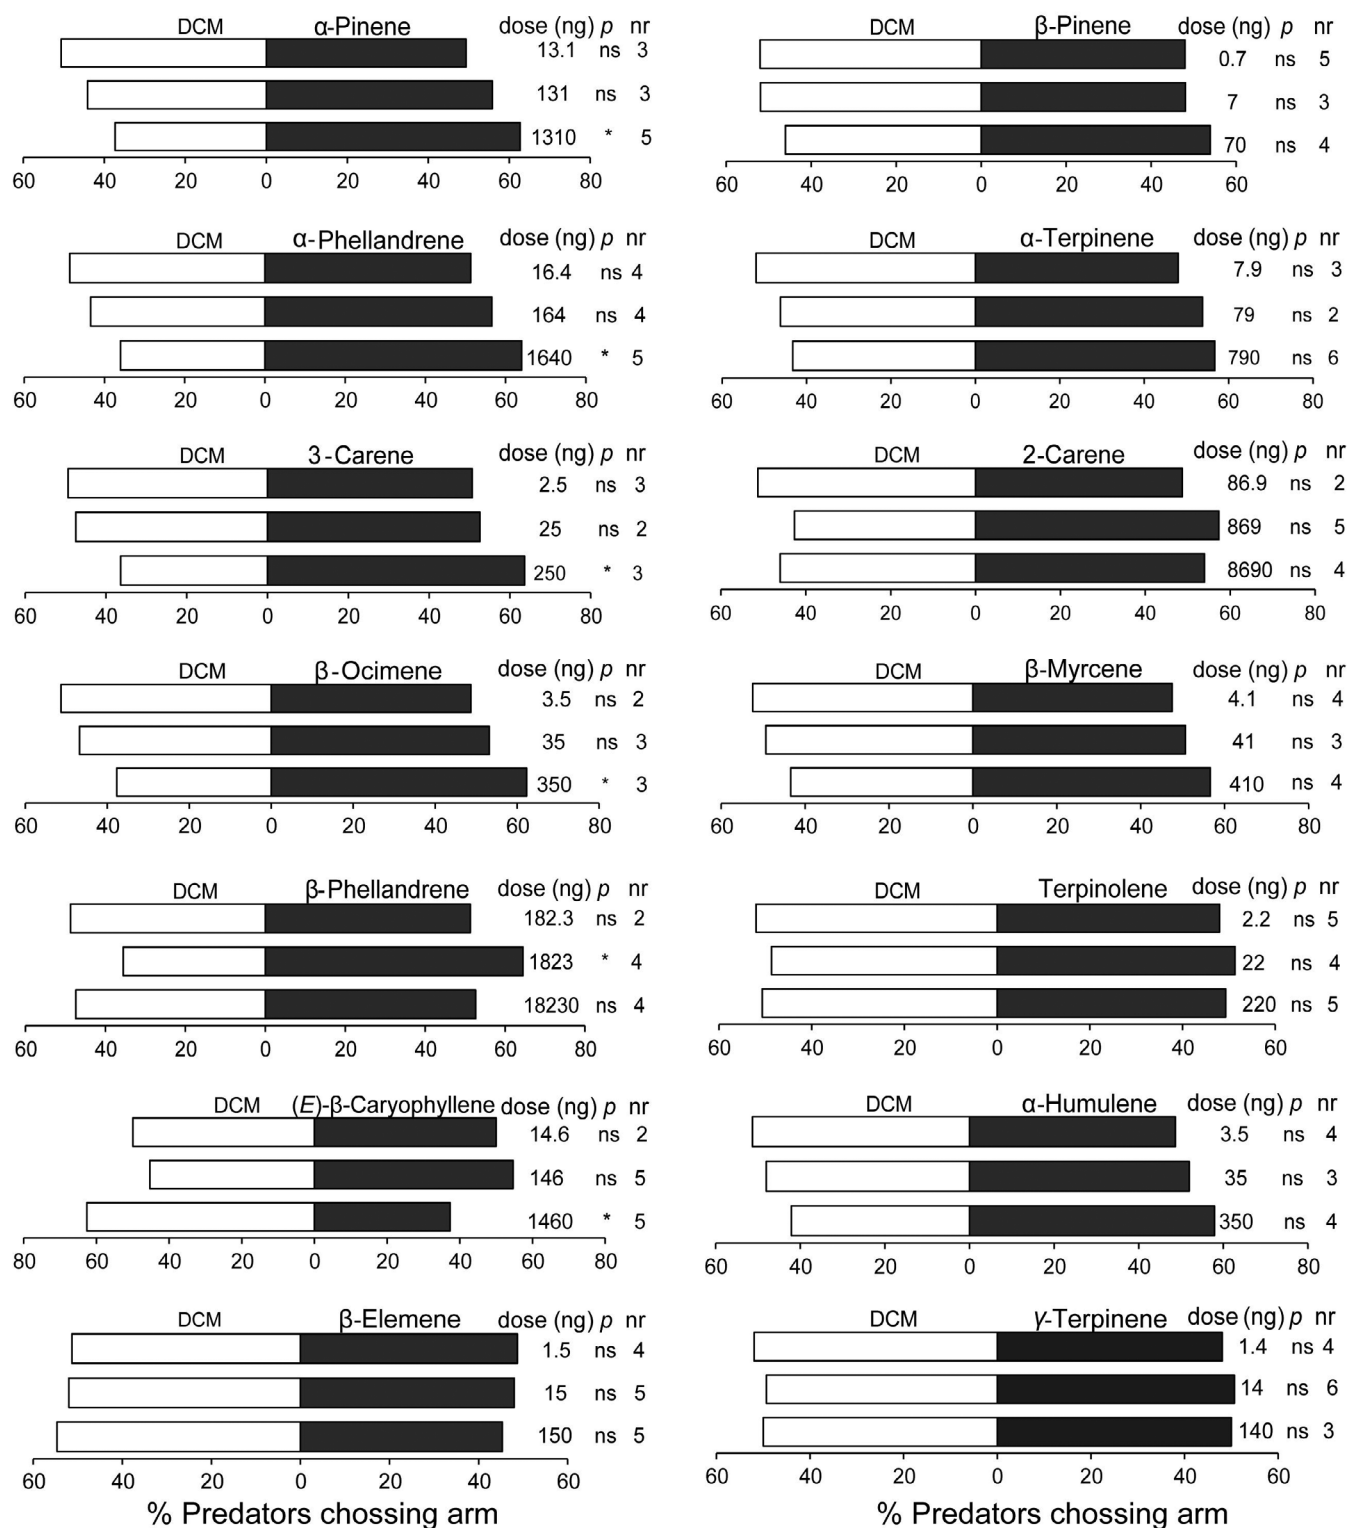 DCM α-Pinene dose (ng) p nr
13.1 ns 3
131 ns 3
1310 * 5
60 40 20 0 20 40 60 80
DCM β-Pinene dose (ng) p nr
0.7 ns 5
7 ns 3
70 ns 4
60 40 20 0 20 40 60
DCM α-Phellandrene dose (ng) p nr
16.4 ns 4
164 ns 4
1640 * 5
60 40 20 0 20 40 60 80
DCM α-Terpinene dose (ng) p nr
7.9 ns 3
79 ns 2
790 ns 6
60 40 20 0 20 40 60 80
DCM 3-Carene dose (ng) p nr
2.5 ns 3
25 ns 2
250 * 3
60 40 20 0 20 40 60 80
DCM 2-Carene dose (ng) p nr
86.9 ns 2
869 ns 5
8690 ns 4
60 40 20 0 20 40 60 80
DCM β-Ocimene dose (ng) p nr
3.5 ns 2
35 ns 3
350 * 3
60 40 20 0 20 40 60 80
DCM β-Myrcene dose (ng) p nr
4.1 ns 4
41 ns 3
410 ns 4
60 40 20 0 20 40 60 80
DCM β-Phellandrene dose (ng) p nr
182.3 ns 2
1823 * 4
18230 ns 4
60 40 20 0 20 40 60 80
DCM Terpinolene dose (ng) p nr
2.2 ns 5
22 ns 4
220 ns 5
60 40 20 0 20 40 60
DCM (E)-β-Caryophyllene dose (ng) p nr
14.6 ns 2
146 ns 5
1460 * 5
80 60 40 20 0 20 40 60 80
DCM α-Humulene dose (ng) p nr
3.5 ns 4
35 ns 3
350 ns 4
60 40 20 0 20 40 60 80
DCM β-Elemene dose (ng) p nr
1.5 ns 4
15 ns 5
150 ns 5
60 40 20 0 20 40 60
% Predators chossing arm
DCM γ-Terpinene dose (ng) p nr
1.4 ns 4
14 ns 6
140 ns 3
60 40 20 0 20 40 60
% Predators chossing arm